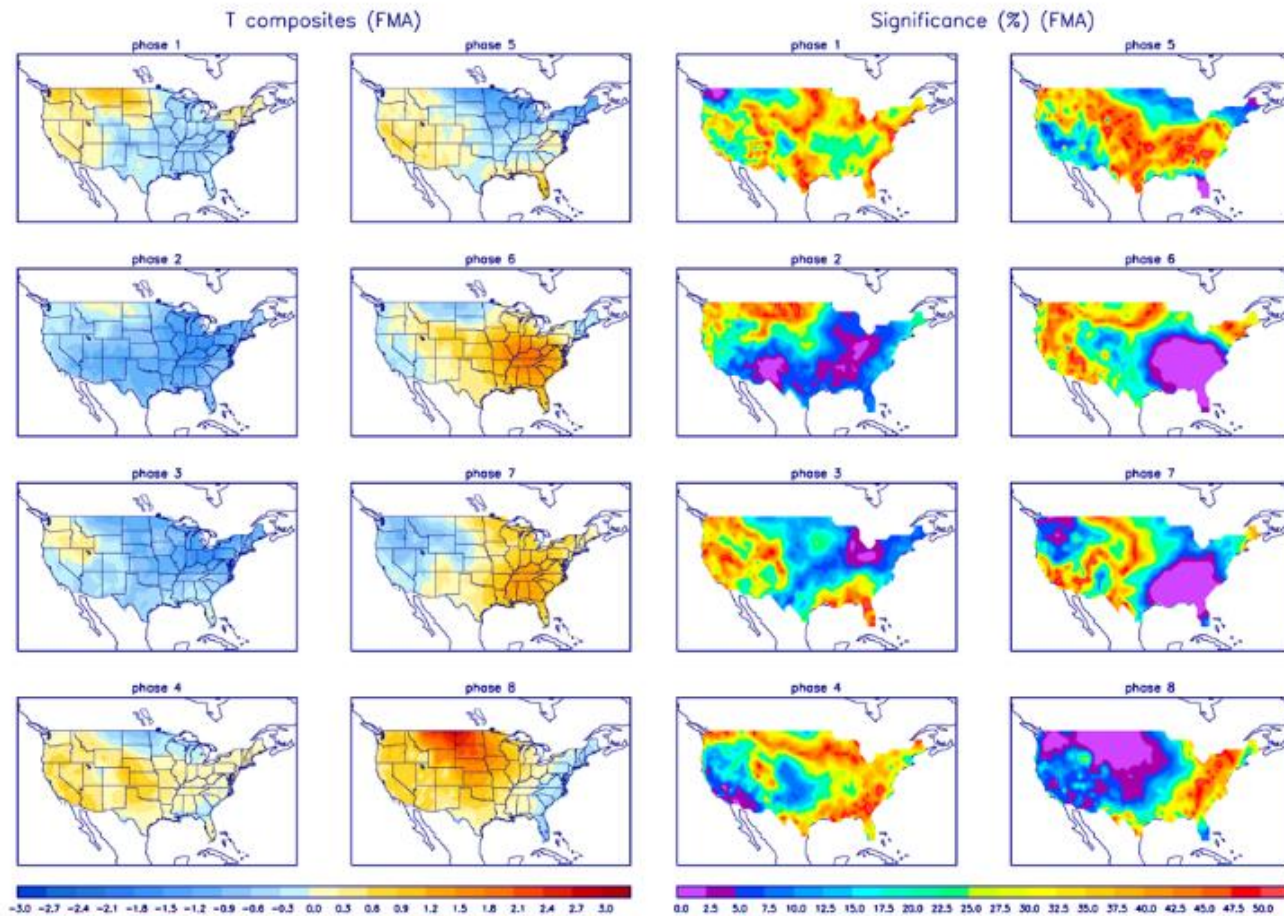 T composites (FMA) Significance (%) (FMA)
phase 1 phase 5 phase 1 phase 5
phase 2 phase 6 phase 2 phase 6
phase 3 phase 7 phase 3 phase 7
phase 4 phase 8 phase 4 phase 8
-3.0 -2.7 -2.4 -2.1 -1.8 -1.5 -1.2 -0.9 -0.6 -0.3 0.0 0.3 0.6 0.9 1.2 1.5 1.8 2.1 2.4 2.7 3.0 0.0 2.5 5.0 7.5 10.0 12.5 15.0 17.5 20.0 22.5 25.0 27.5 30.0 32.5 35.0 37.5 40.0 42.5 45.0 47.5 50.0